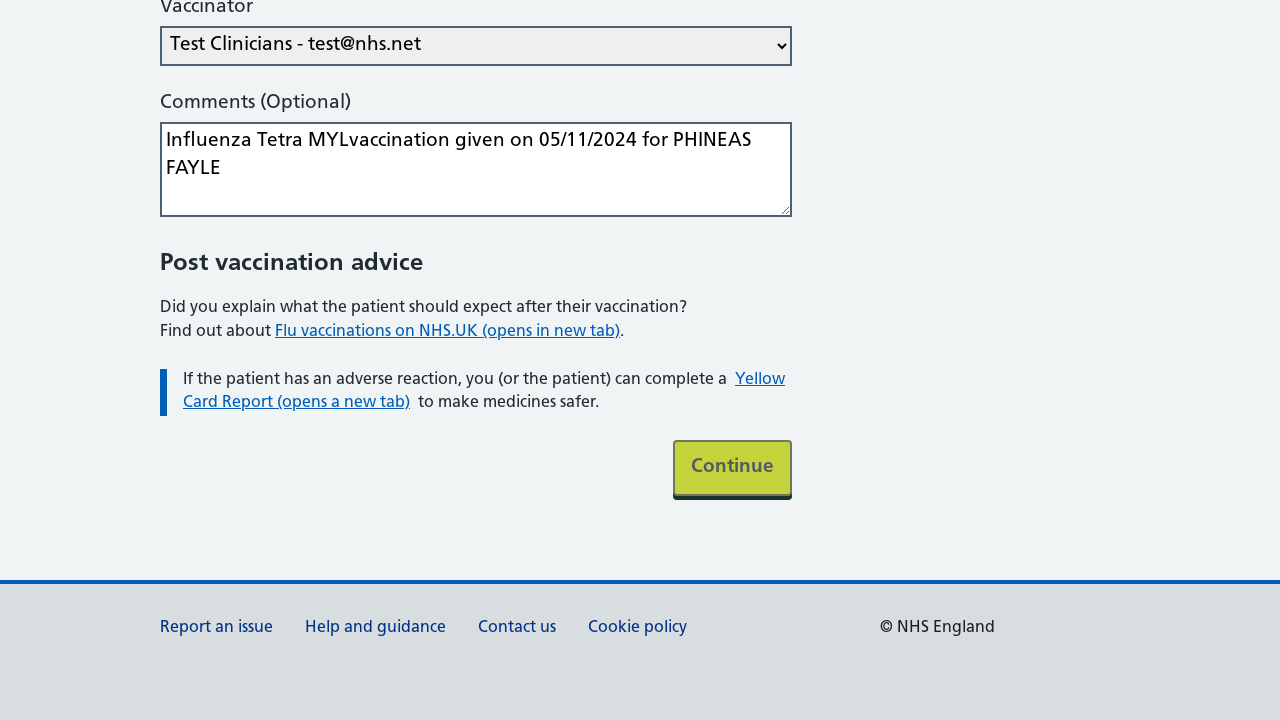 Vaccinator
Test Clinicians - test@nhs.net
Comments (Optional)
Influenza Tetra MYLvaccination given on 05/11/2024 for PHINEAS
FAYLE
Post vaccination advice
Did you explain what the patient should expect after their vaccination?
Find out about Flu vaccinations on NHS.UK (opens in new tab).
If the patient has an adverse reaction, you (or the patient) can complete a Yellow
Card Report (opens a new tab) to make medicines safer.
Continue
Report an issue Help and guidance Contact us Cookie policy © NHS England